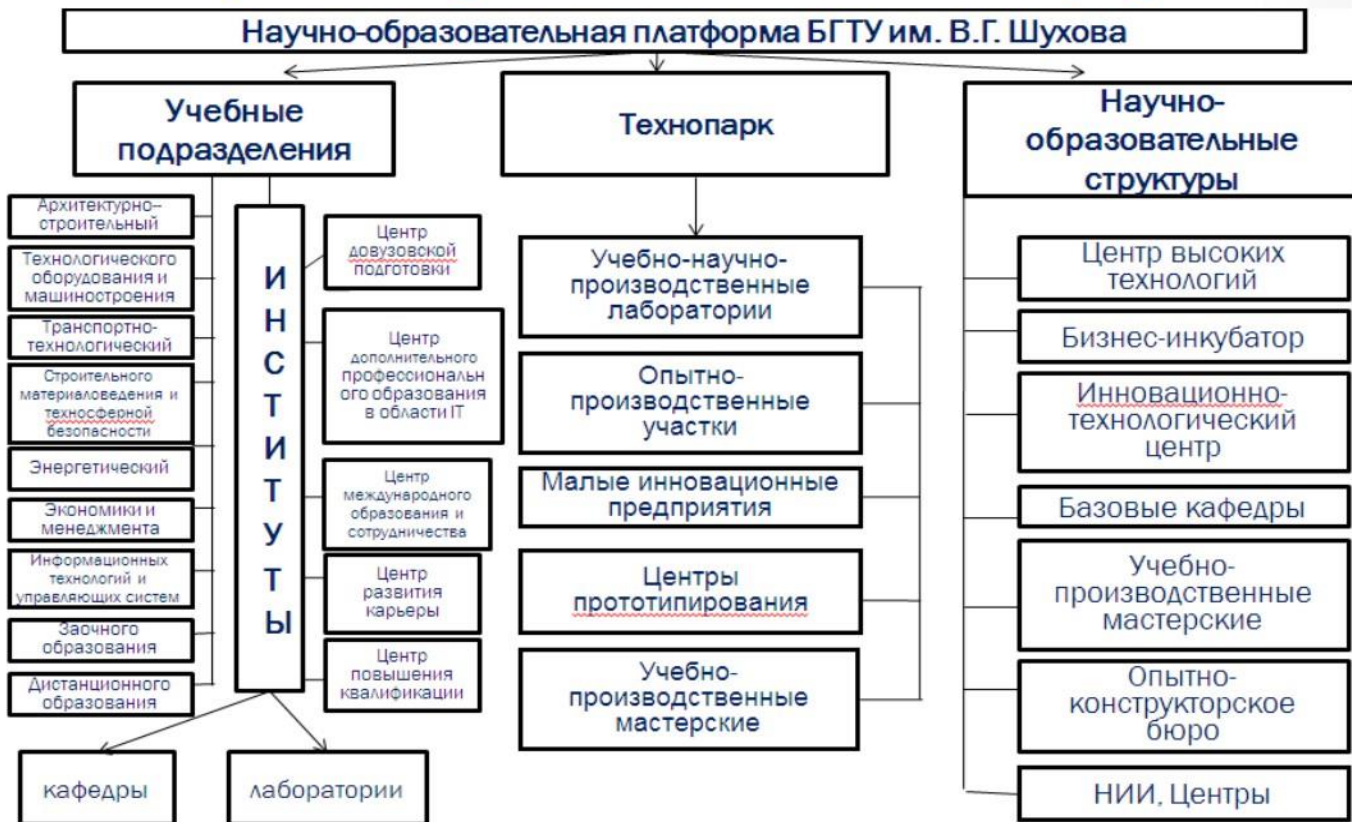 Научно-образовательная платформа БГТУ им. В.Г. Шухова
Учебные
подразделения
Архитектурно–
строительный
Технологического
оборудования и
машиностроения
Транспортно-
технологический
Строительного
материаловедения и
техносферной
безопасности
Энергетический
Экономики и
менеджмента
Информационных
технологий и
управляющих систем
Заочного
образования
Дистанционного
образования
И
Н
С
Т
И
Т
У
Т
Ы
Центр
довузовской
подготовки
Центр
дополнительного
профессиональн
ого образования
в области IT
Центр
международного
образования и
сотрудничества
Центр
развития
карьеры
Центр
повышения
квалификации
кафедры
лаборатории
Технопарк
Учебно-научно-
производственные
лаборатории
Опытно-
производственные
участки
Малые инновационные
предприятия
Центры
прототипирования
Учебно-
производственные
мастерские
Научно-
образовательные
структуры
Центр высоких
технологий
Бизнес-инкубатор
Инновационно-
технологический
центр
Базовые кафедры
Учебно-
производственные
мастерские
Опытно-
конструкторское
бюро
НИИ, Центры